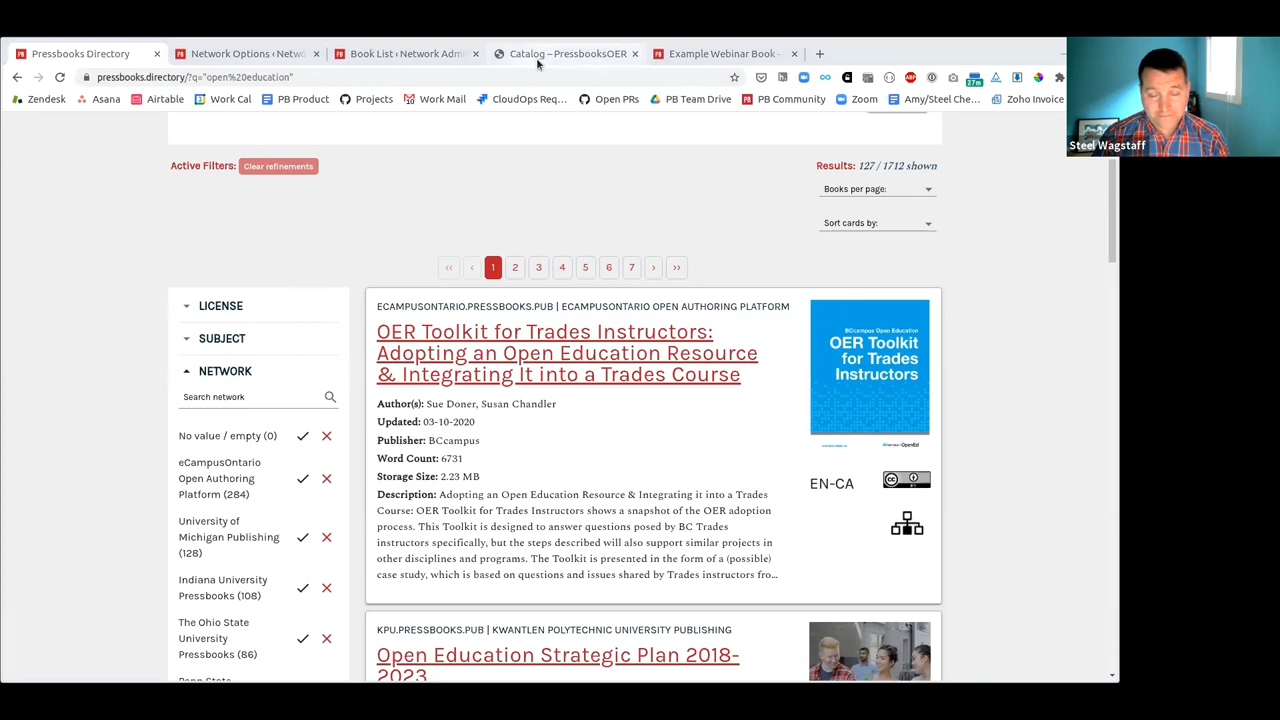 Pressbooks Directory
Network Options ‹ Netwo
Book List ‹ Network Admi
Catalog – PressbooksOER
Example Webinar Book –
pressbooks.directory/?q="open%20education"
27m
Zendesk
Asana
Airtable
Work Cal
PB Product
Projects
Work Mail
CloudOps Req...
Open PRs
PB Team Drive
PB Community
Zoom
Amy/Steel Che...
Zoho Invoice
Steel Wagstaff
Active Filters: Clear refinements
Results: 127 / 1712 shown
Books per page:
Sort cards by:
‹‹ ‹ 1 2 3 4 5 6 7 › ››
LICENSE
SUBJECT
NETWORK
Search network
No value / empty (0)
eCampusOntario
Open Authoring
Platform (284)
University of
Michigan Publishing
(128)
Indiana University
Pressbooks (108)
The Ohio State
University
Pressbooks (86)
ECAMPUSONTARIO.PRESSBOOKS.PUB | ECAMPUSONTARIO OPEN AUTHORING PLATFORM
OER Toolkit for Trades Instructors:
Adopting an Open Education Resource
& Integrating It into a Trades Course
Author(s): Sue Doner, Susan Chandler
Updated: 03-10-2020
Publisher: BCcampus
Word Count: 6731
Storage Size: 2.23 MB
Description: Adopting an Open Education Resource & Integrating it into a Trades
Course: OER Toolkit for Trades Instructors shows a snapshot of the OER adoption
process. This Toolkit is designed to answer questions posed by BC Trades
instructors specifically, but the steps described will also support similar projects in
other disciplines and programs. The Toolkit is presented in the form of a (possible)
case study, which is based on questions and issues shared by Trades instructors fro...
BCcampus Open Education
OER Toolkit
for Trades
Instructors
EN-CA
KPU.PRESSBOOKS.PUB | KWANTLEN POLYTECHNIC UNIVERSITY PUBLISHING
Open Education Strategic Plan 2018-
2023